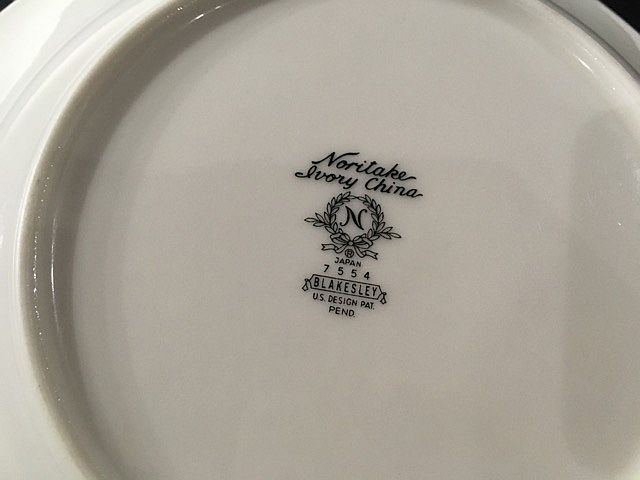 Noritake
Ivory China
N
®
JAPAN
7554
BLAKESLEY
U.S. DESIGN PAT.
PEND.